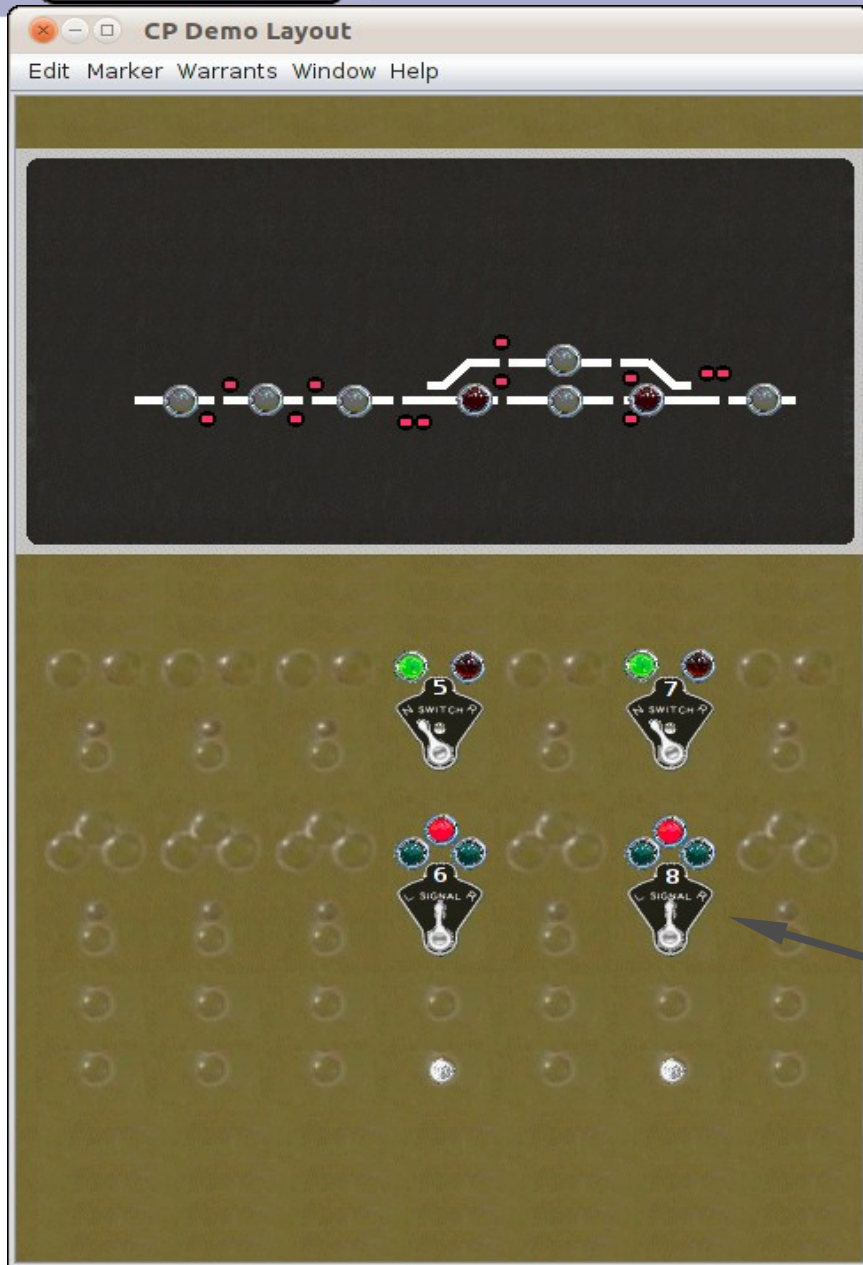 CP Demo Layout
Edit Marker Warrants Window Help
5
N SWITCH R
7
N SWITCH R
6
L SIGNAL R
8
L SIGNAL R